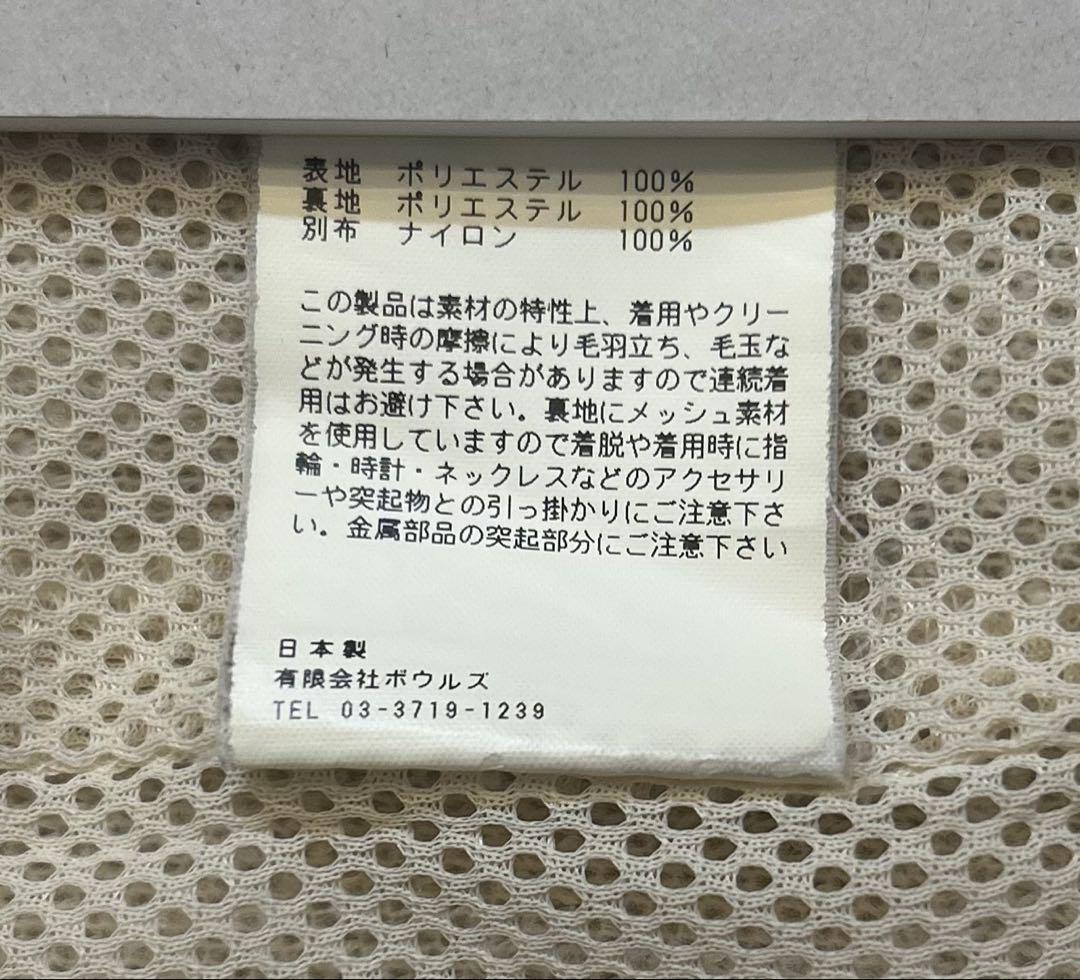 表地 ポリエステル 100%
裏地 ポリエステル 100%
別布 ナイロン 100%
この製品は素材の特性上、着用やクリー
ニング時の摩擦により毛羽立ち、毛玉な
どが発生する場合がありますので連続着
用はお避け下さい。裏地にメッシュ素材
を使用していますので着脱や着用時に指
輪・時計・ネックレスなどのアクセサリ
ーや突起物との引っ掛かりにご注意下さ
い。金属部品の突起部分にご注意下さい
日本製
有限会社ボウルズ
TEL 03-3719-1239